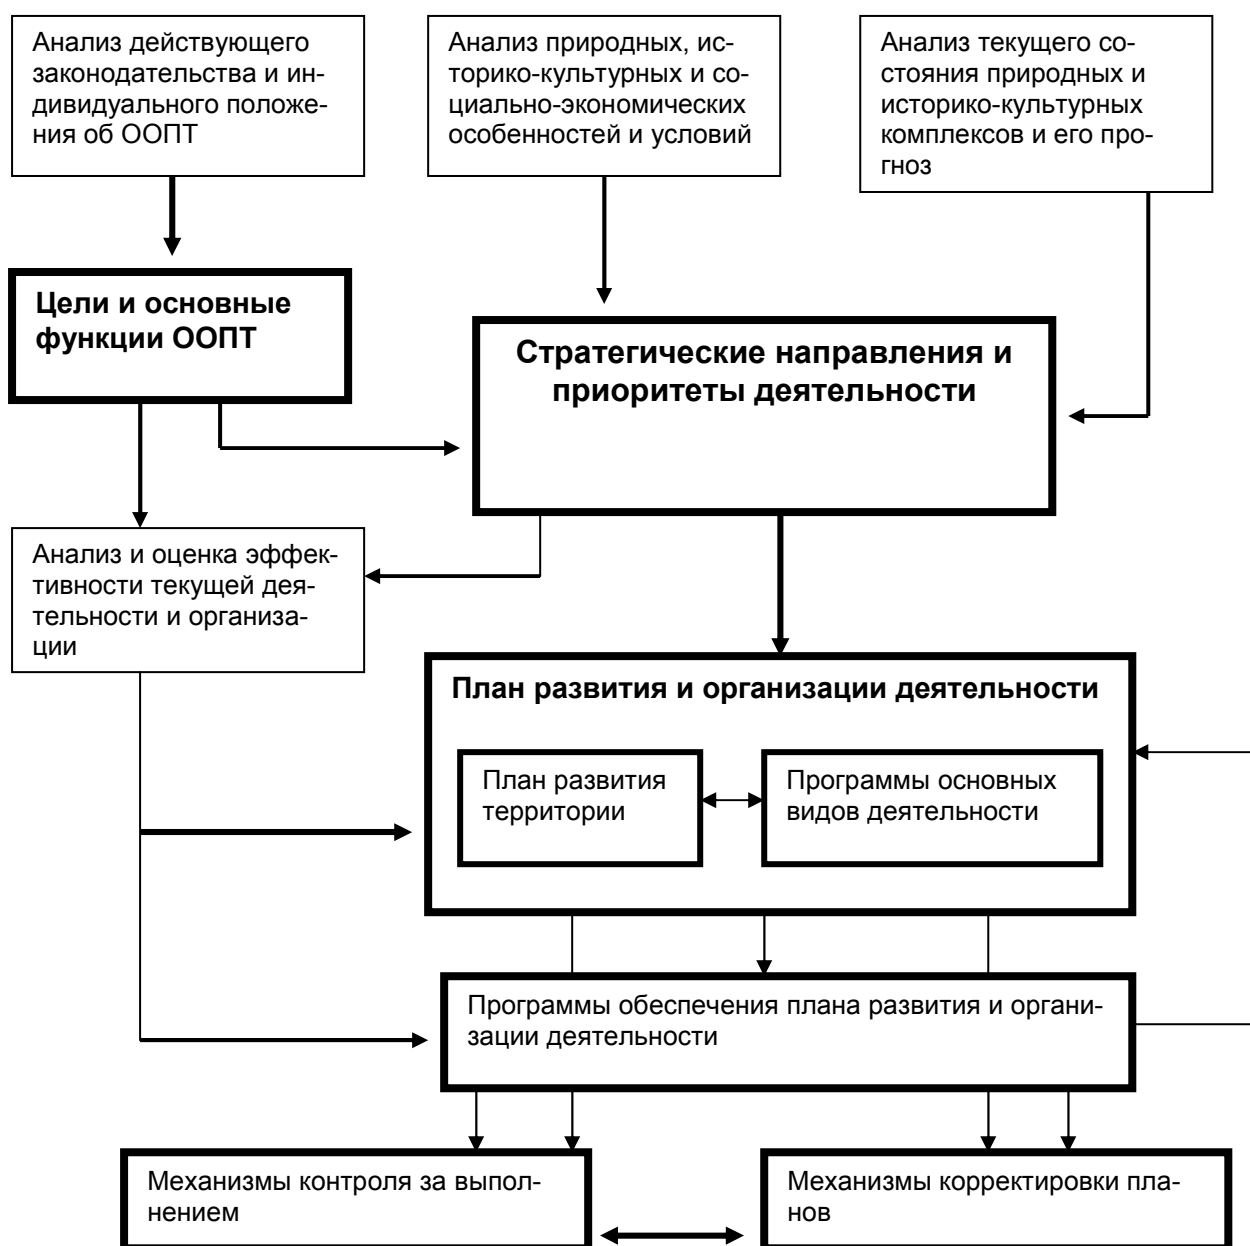 Анализ действующего
законодательства и ин-
дивидуального положе-
ния об ООПТ
Анализ природных, ис-
торико-культурных и со-
циально-экономических
особенностей и условий
Анализ текущего со-
стояния природных и
историко-культурных
комплексов и его про-
гноз
Цели и основные
функции ООПТ
Стратегические направления и
приоритеты деятельности
Анализ и оценка эффек-
тивности текущей дея-
тельности и организа-
ции
План развития и организации деятельности
План развития
территории
Программы основных
видов деятельности
Программы обеспечения плана развития и органи-
зации деятельности
Механизмы контроля за выпол-
нением
Механизмы корректировки пла-
нов